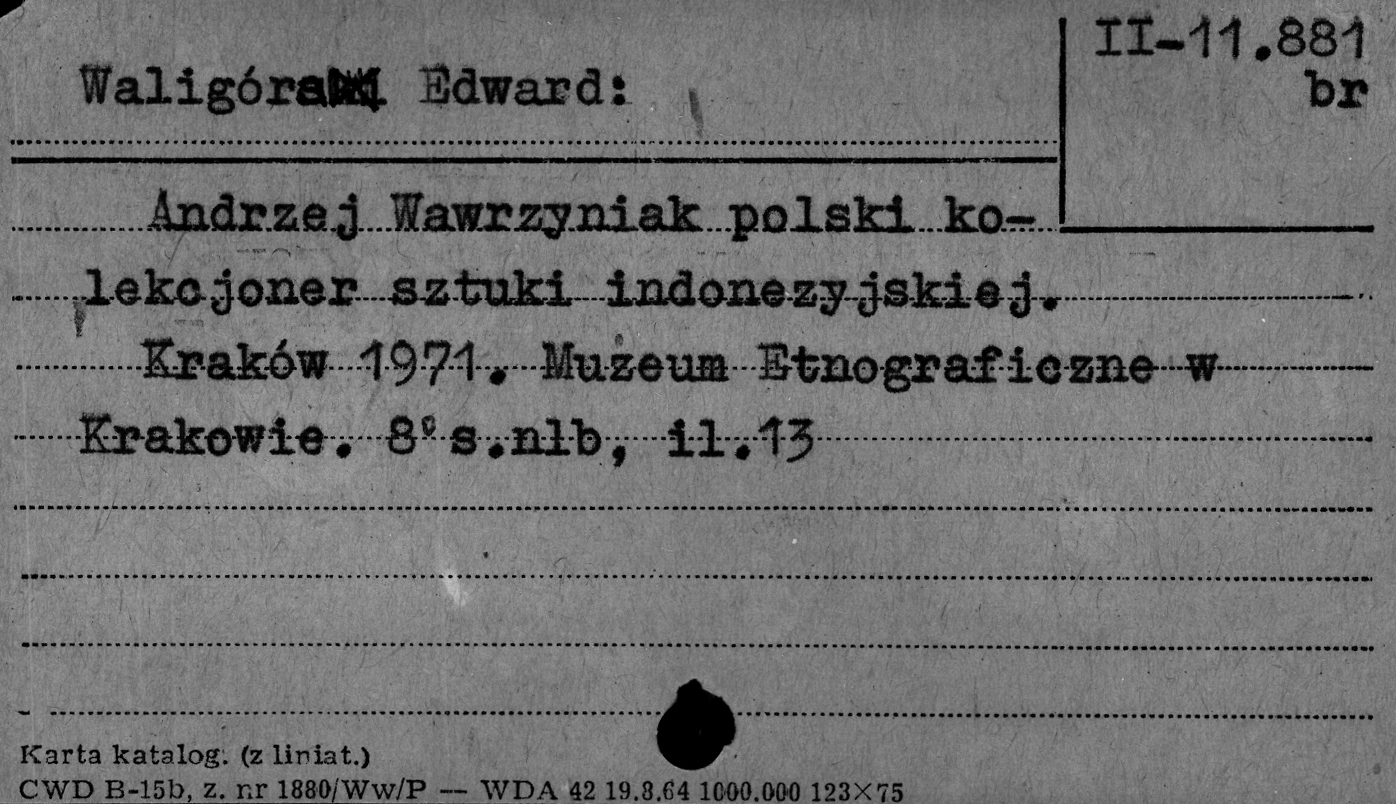 II-11.881
br
Waligóra Edward:
Andrzej Wawrzyniak polski ko-
lekcjoner sztuki indonezyjskiej.
Kraków 1971. Muzeum Etnograficzne w
Krakowie. 8° s.nlb, il.13
Karta katalog. (z liniat.)
CWD B-15b, z. nr 1880/Ww/P — WDA 42 19.8.64 1000.000 123×75